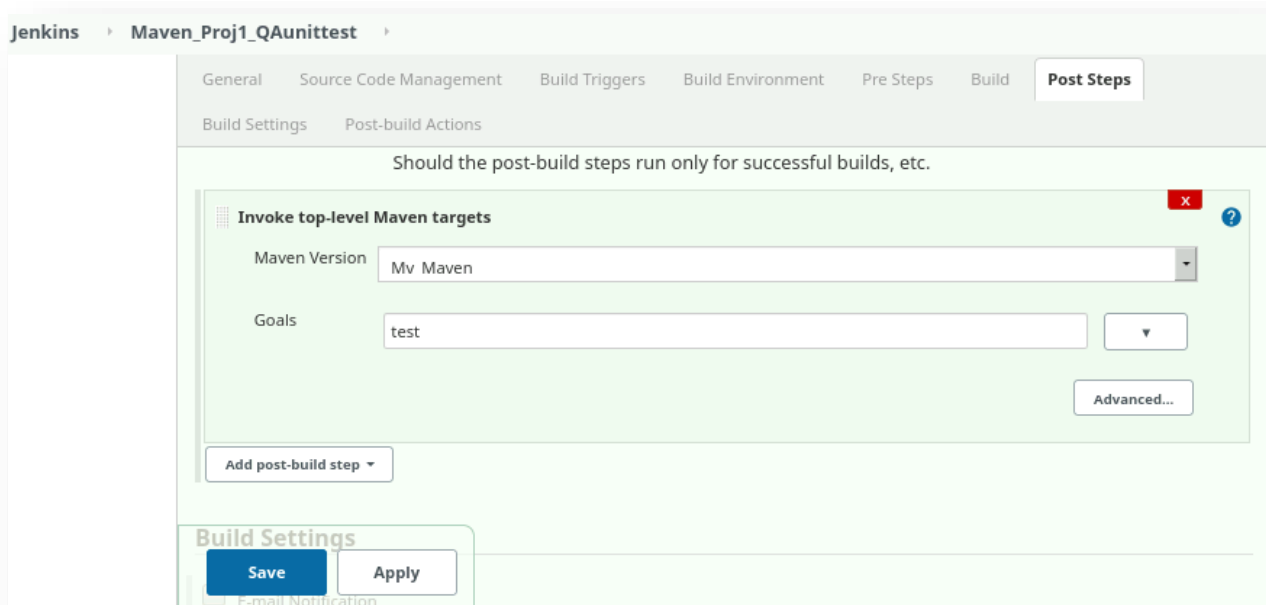 Jenkins Maven_Proj1_QAunittest
General Source Code Management Build Triggers Build Environment Pre Steps Build Post Steps
Build Settings Post-build Actions
Should the post-build steps run only for successful builds, etc.
Invoke top-level Maven targets
X
?
Maven Version Mv Maven
Goals test
Advanced...
Add post-build step
Build Settings
Save Apply
E-mail Notification